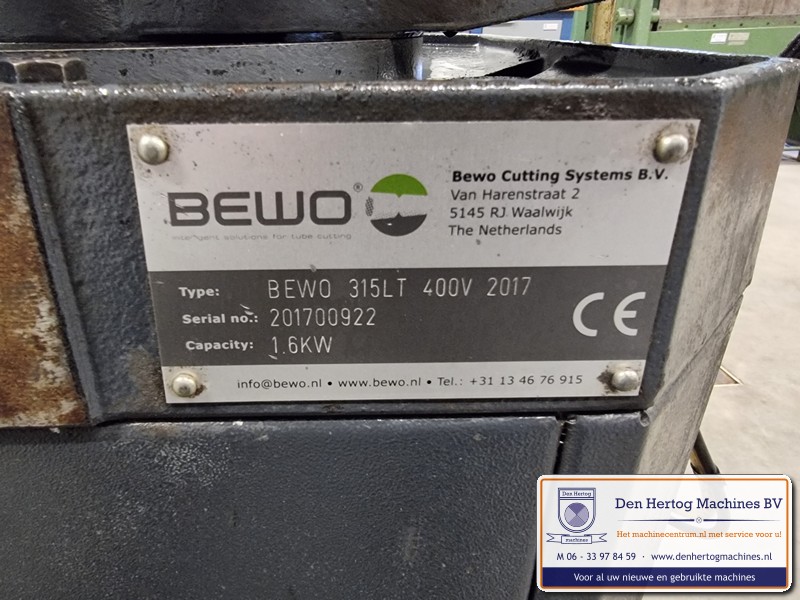 BEWO®
intelligent solutions for tube cutting
Bewo Cutting Systems B.V.
Van Harenstraat 2
5145 RJ Waalwijk
The Netherlands
Type: BEWO 315LT 400V 2017
Serial no.: 201700922
Capacity: 1.6KW
CE
info@bewo.nl • www.bewo.nl • Tel.: +31 13 46 76 915
Den Hertog
machines
Den Hertog Machines BV
Het machinecentrum.nl met service voor u!
M 06 - 33 97 84 59 · www.denhertogmachines.nl
Voor al uw nieuwe en gebruikte machines